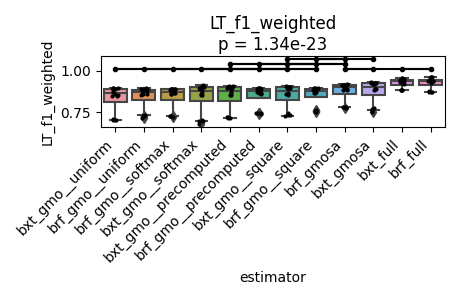 LT_f1_weighted
p = 1.34e-23
LT_f1_weighted
1.00
0.75
bxt_gmo__uniform
brf_gmo__uniform
brf_gmo__softmax
bxt_gmo__softmax
bxt_gmo__precomputed
brf_gmo__precomputed
bxt_gmo__square
brf_gmo__square
brf_gmosa
bxt_gmosa
bxt_full
brf_full
estimator